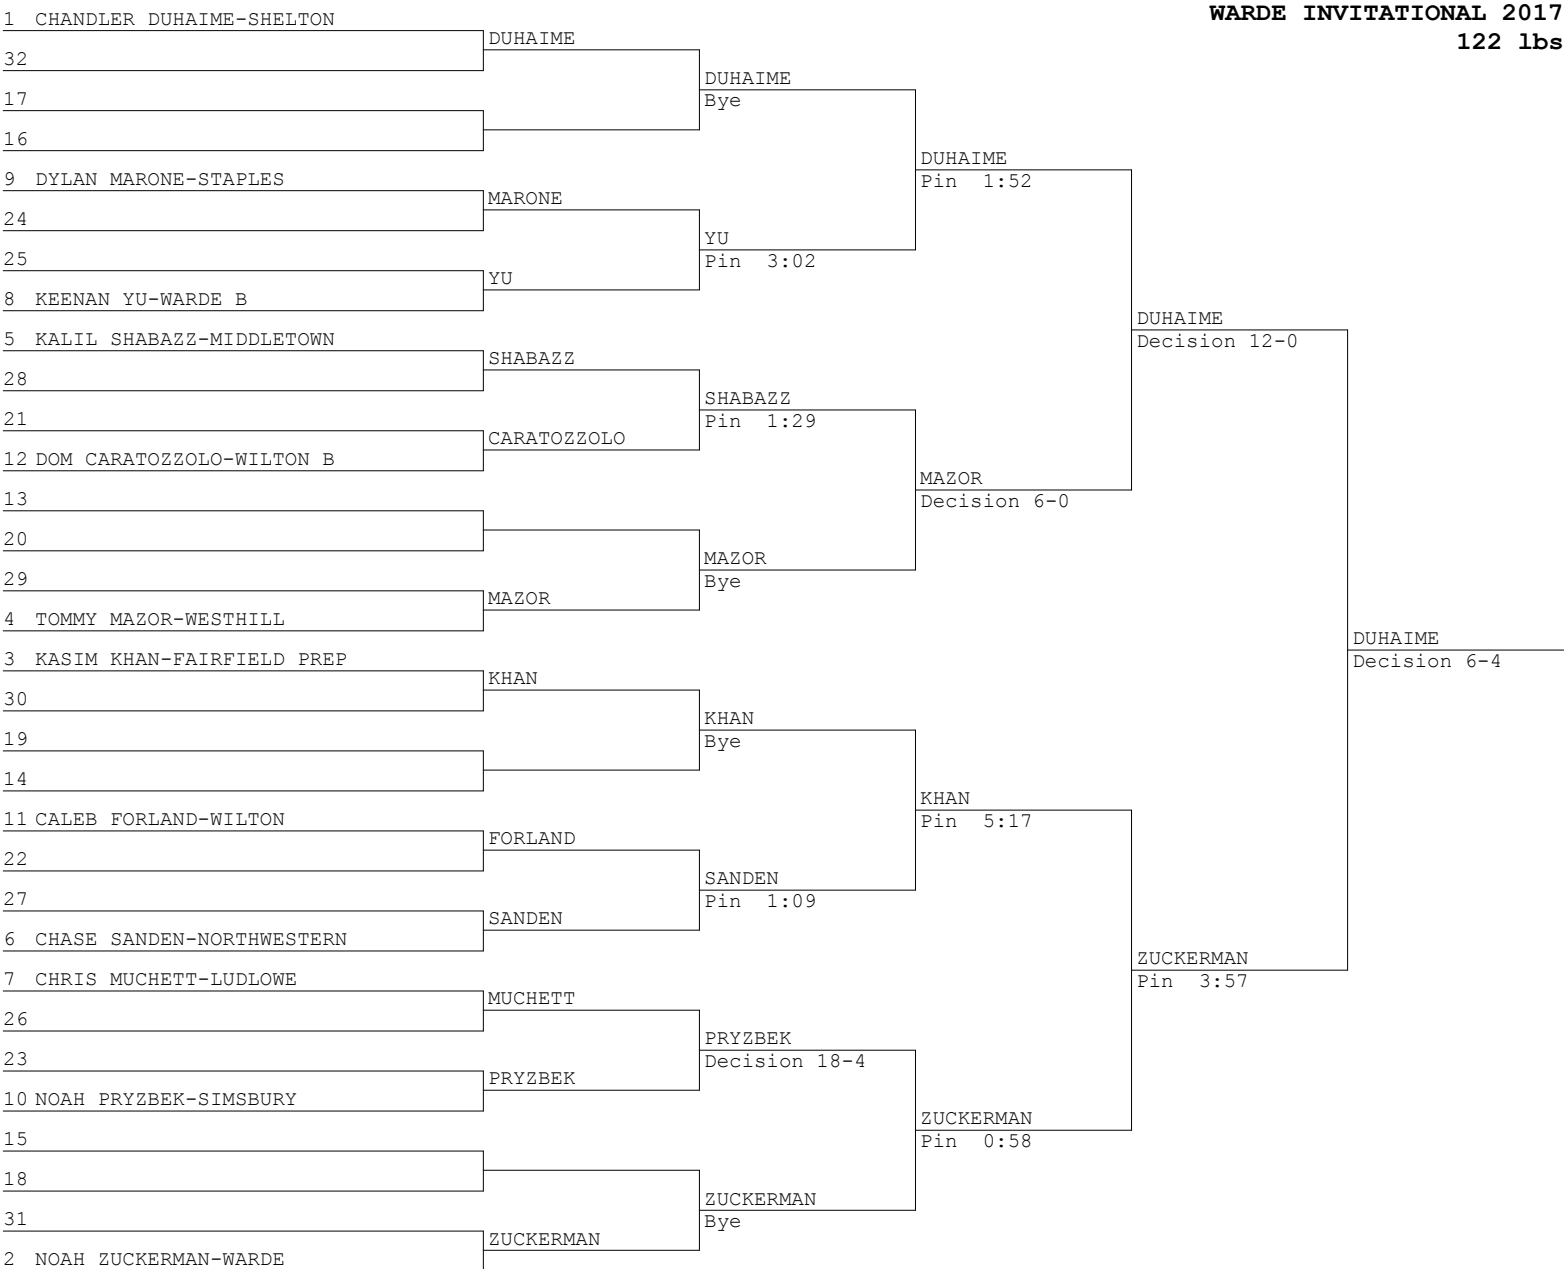 WARDE INVITATIONAL 2017
122 lbs
1 CHANDLER DUHAIME-SHELTON
32
17
16
9 DYLAN MARONE-STAPLES
24
25
8 KEENAN YU-WARDE B
5 KALIL SHABAZZ-MIDDLETOWN
28
21
12 DOM CARATOZZOLO-WILTON B
13
20
29
4 TOMMY MAZOR-WESTHILL
3 KASIM KHAN-FAIRFIELD PREP
30
19
14
11 CALEB FORLAND-WILTON
22
27
6 CHASE SANDEN-NORTHWESTERN
7 CHRIS MUCHETT-LUDLOWE
26
23
10 NOAH PRYZBEK-SIMSBURY
15
18
31
2 NOAH ZUCKERMAN-WARDE
DUHAIME
MARONE
YU
SHABAZZ
CARATOZZOLO
MAZOR
KHAN
FORLAND
SANDEN
MUCHETT
PRYZBEK
ZUCKERMAN
DUHAIME
Bye
YU
Pin 3:02
SHABAZZ
Pin 1:29
MAZOR
Bye
KHAN
Bye
SANDEN
Pin 1:09
PRYZBEK
Decision 18-4
ZUCKERMAN
Bye
DUHAIME
Pin 1:52
MAZOR
Decision 6-0
KHAN
Pin 5:17
ZUCKERMAN
Pin 0:58
DUHAIME
Decision 12-0
ZUCKERMAN
Pin 3:57
DUHAIME
Decision 6-4